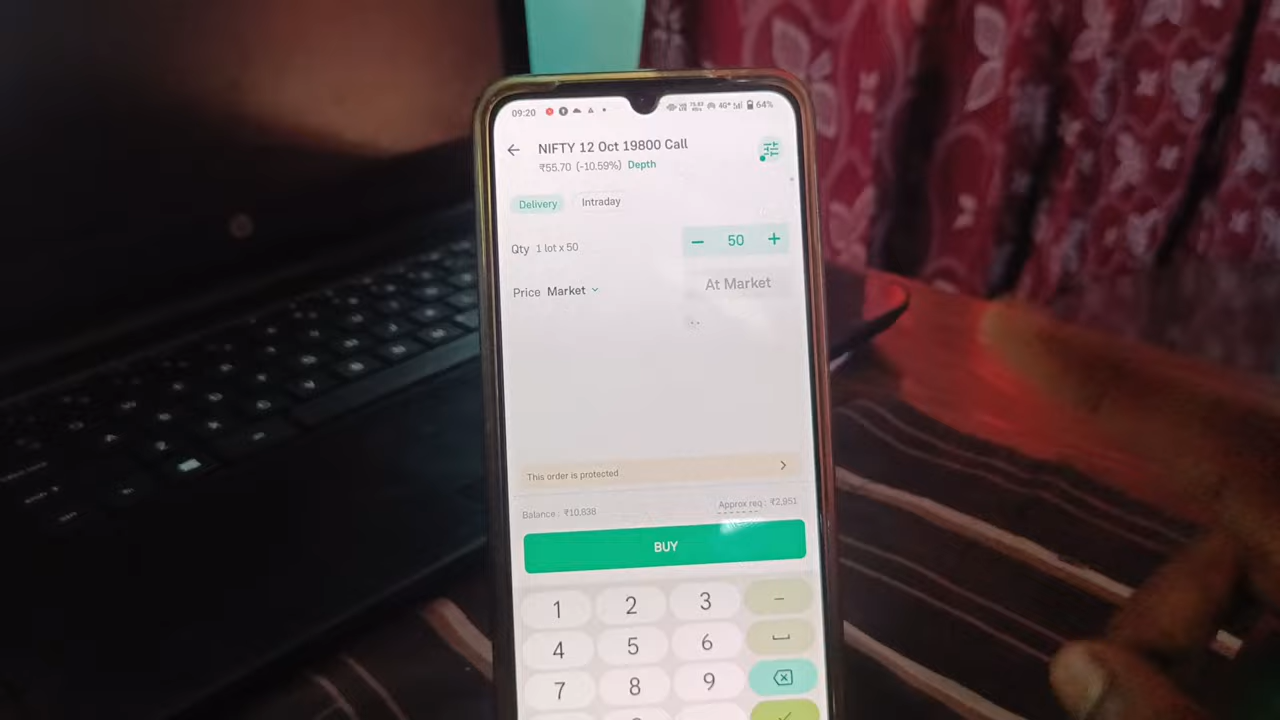 09:20 4G+ 64%
NIFTY 12 Oct 19800 Call
₹55.70 (-10.59%) Depth
Delivery Intraday
Qty 1 lot x 50 − 50 +
Price Market At Market
This order is protected
Balance : ₹10,838 Approx req : ₹2,951
BUY
1 2 3 −
4 5 6
7 8 9